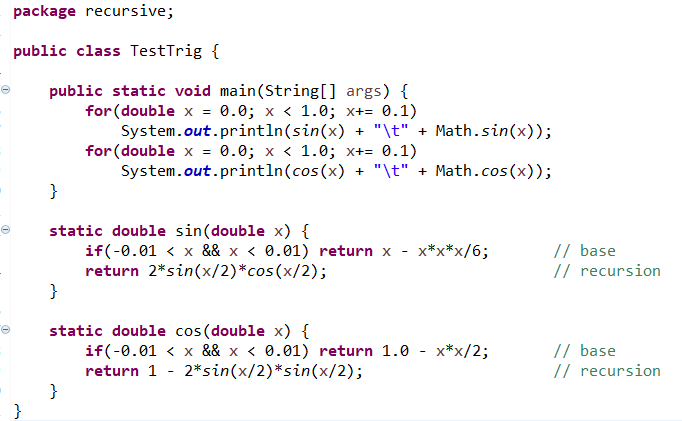 package recursive;
public class TestTrig {
public static void main(String[] args) {
for(double x = 0.0; x < 1.0; x+= 0.1)
System.out.println(sin(x) + "\t" + Math.sin(x));
for(double x = 0.0; x < 1.0; x+= 0.1)
System.out.println(cos(x) + "\t" + Math.cos(x));
}
static double sin(double x) {
if(-0.01 < x && x < 0.01) return x - x*x*x/6; // base
return 2*sin(x/2)*cos(x/2); // recursion
}
static double cos(double x) {
if(-0.01 < x && x < 0.01) return 1.0 - x*x/2; // base
return 1 - 2*sin(x/2)*sin(x/2); // recursion
}
}